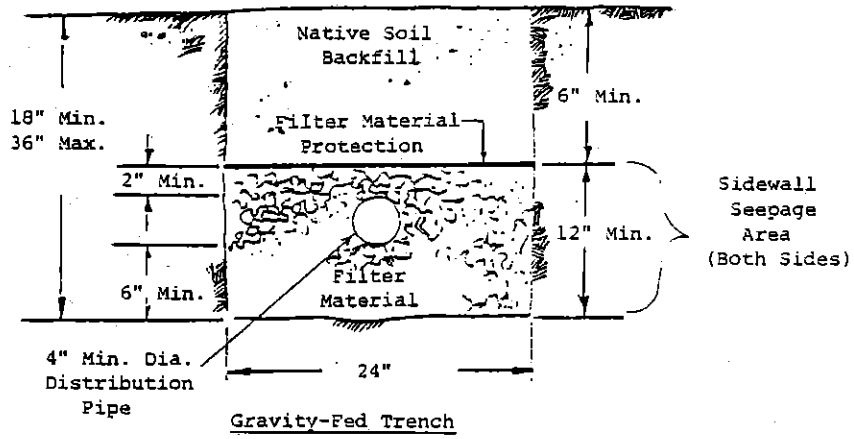 Native Soil
Backfill
6" Min.
18" Min.
36" Max.
Filter Material
Protection
2" Min.
Sidewall
Seepage
Area
(Both Sides)
12" Min.
6" Min.
Filter
Material
4" Min. Dia.
Distribution
Pipe
24"
Gravity-Fed Trench